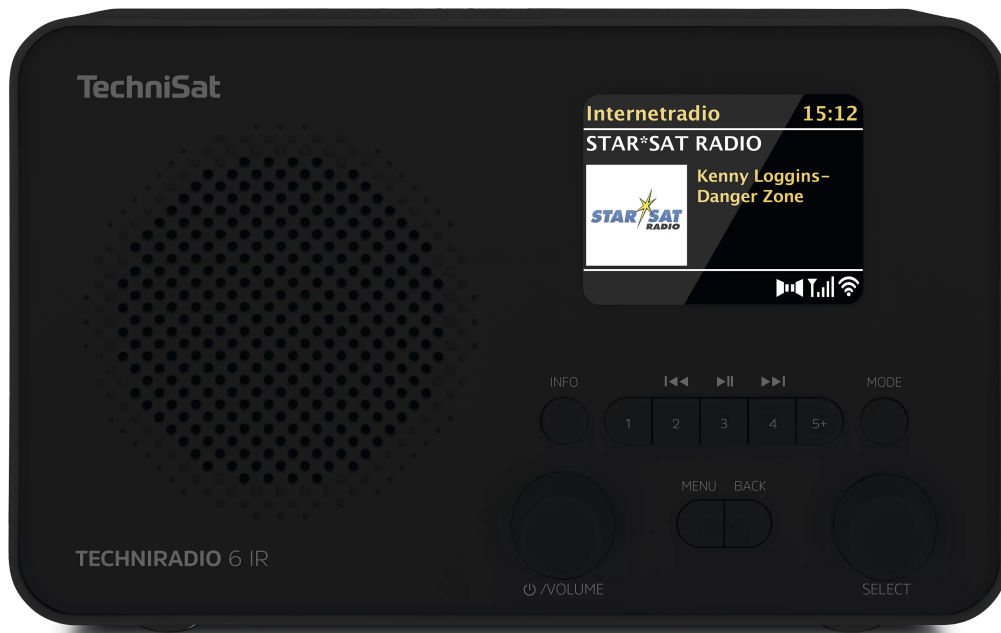 TechniSat
Internetradio 15:12
STAR*SAT RADIO
Kenny Loggins–
Danger Zone
STAR SAT
RADIO
INFO
MODE
1 2 3 4 5+
MENU BACK
TECHNIRADIO 6 IR
/VOLUME
SELECT